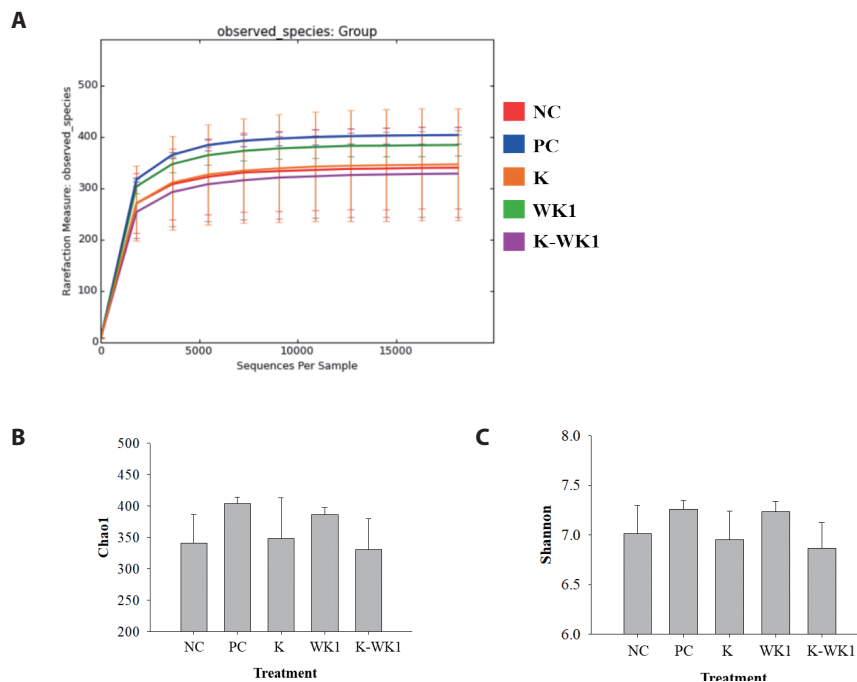 A
observed_species: Group
Rarefaction Measure: observed_species
500
400
300
200
100
0
0 5000 10000 15000
Sequences Per Sample
NC
PC
K
WK1
K-WK1
B
Chao1
500
450
400
350
300
250
200
NC PC K WK1 K-WK1
Treatment
C
Shannon
8.0
7.5
7.0
6.5
6.0
NC PC K WK1 K-WK1
Treatment